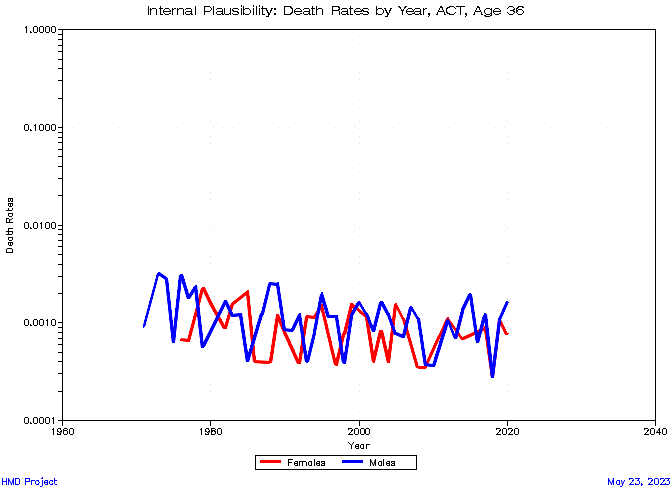 Internal Plausibility: Death Rates by Year, ACT, Age 36
1.0000
0.1000
0.0100
0.0010
0.0001
Death Rates
1960
1980
2000
2020
2040
Year
Females
Males
HMD Project
May 23, 2023